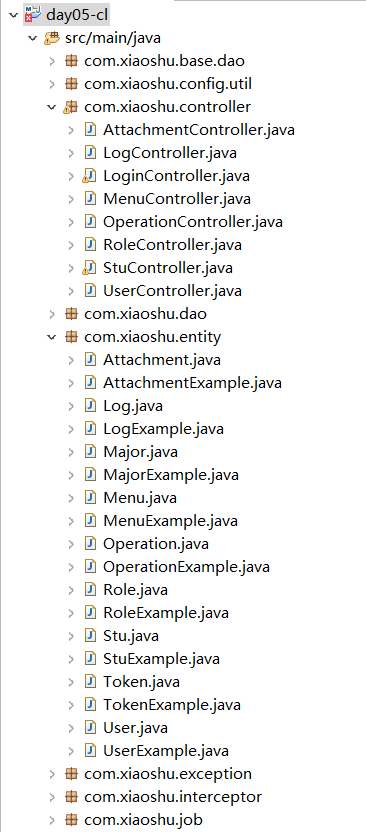 day05-cl
src/main/java
com.xiaoshu.base.dao
com.xiaoshu.config.util
com.xiaoshu.controller
AttachmentController.java
LogController.java
LoginController.java
MenuController.java
OperationController.java
RoleController.java
StuController.java
UserController.java
com.xiaoshu.dao
com.xiaoshu.entity
Attachment.java
AttachmentExample.java
Log.java
LogExample.java
Major.java
MajorExample.java
Menu.java
MenuExample.java
Operation.java
OperationExample.java
Role.java
RoleExample.java
Stu.java
StuExample.java
Token.java
TokenExample.java
User.java
UserExample.java
com.xiaoshu.exception
com.xiaoshu.interceptor
com.xiaoshu.job